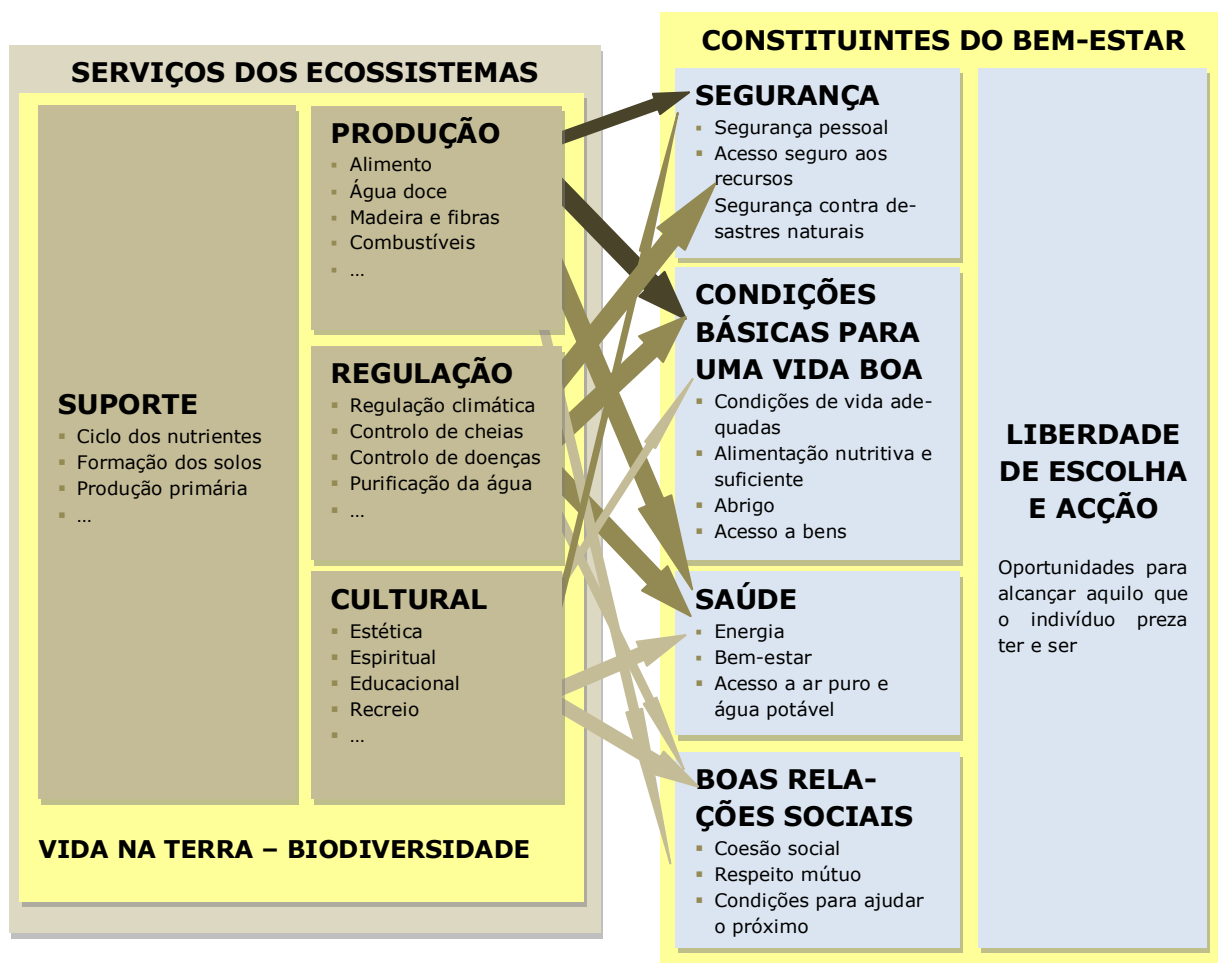 SERVIÇOS DOS ECOSSISTEMAS
SUPORTE
▪ Ciclo dos nutrientes
▪ Formação dos solos
▪ Produção primária
▪ …
PRODUÇÃO
▪ Alimento
▪ Água doce
▪ Madeira e fibras
▪ Combustíveis
▪ …
REGULAÇÃO
▪ Regulação climática
▪ Controlo de cheias
▪ Controlo de doenças
▪ Purificação da água
▪ …
CULTURAL
▪ Estética
▪ Espiritual
▪ Educacional
▪ Recreio
▪ …
VIDA NA TERRA – BIODIVERSIDADE
CONSTITUINTES DO BEM-ESTAR
SEGURANÇA
▪ Segurança pessoal
▪ Acesso seguro aos
recursos
Segurança contra de-
sastres naturais
CONDIÇÕES
BÁSICAS PARA
UMA VIDA BOA
▪ Condições de vida ade-
quadas
▪ Alimentação nutritiva e
suficiente
▪ Abrigo
▪ Acesso a bens
SAÚDE
▪ Energia
▪ Bem-estar
▪ Acesso a ar puro e
água potável
BOAS RELA-
ÇÕES SOCIAIS
▪ Coesão social
▪ Respeito mútuo
▪ Condições para ajudar
o próximo
LIBERDADE
DE ESCOLHA
E ACÇÃO
Oportunidades para
alcançar aquilo que
o indivíduo preza
ter e ser